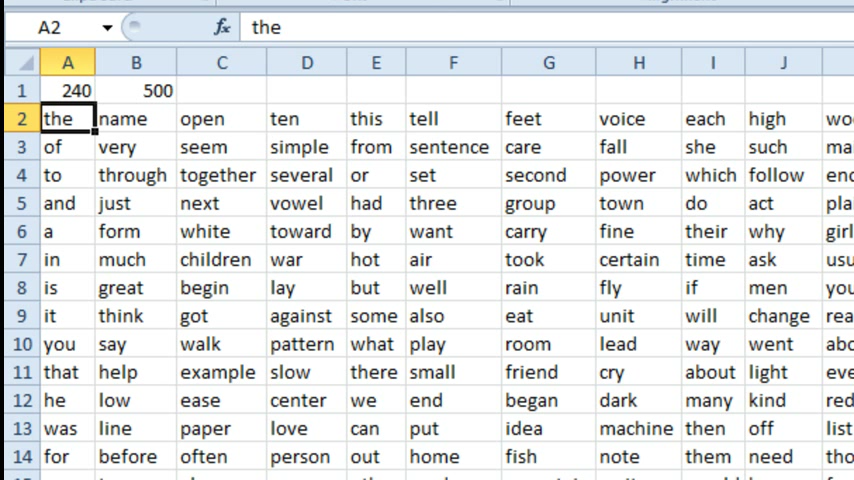 A2 fx the
A B C D E F G H I J
1 240 500
2 the name open ten this tell feet voice each high
3 of very seem simple from sentence care fall she such
4 to through together several or set second power which follow
5 and just next vowel had three group town do act
6 a form white toward by want carry fine their why
7 in much children war hot air took certain time ask
8 is great begin lay but well rain fly if men
9 it think got against some also eat unit will change
10 you say walk pattern what play room lead way went
11 that help example slow there small friend cry about light
12 he low ease center we end began dark many kind
13 was line paper love can put idea machine then off list
14 for before often person out home fish note them need